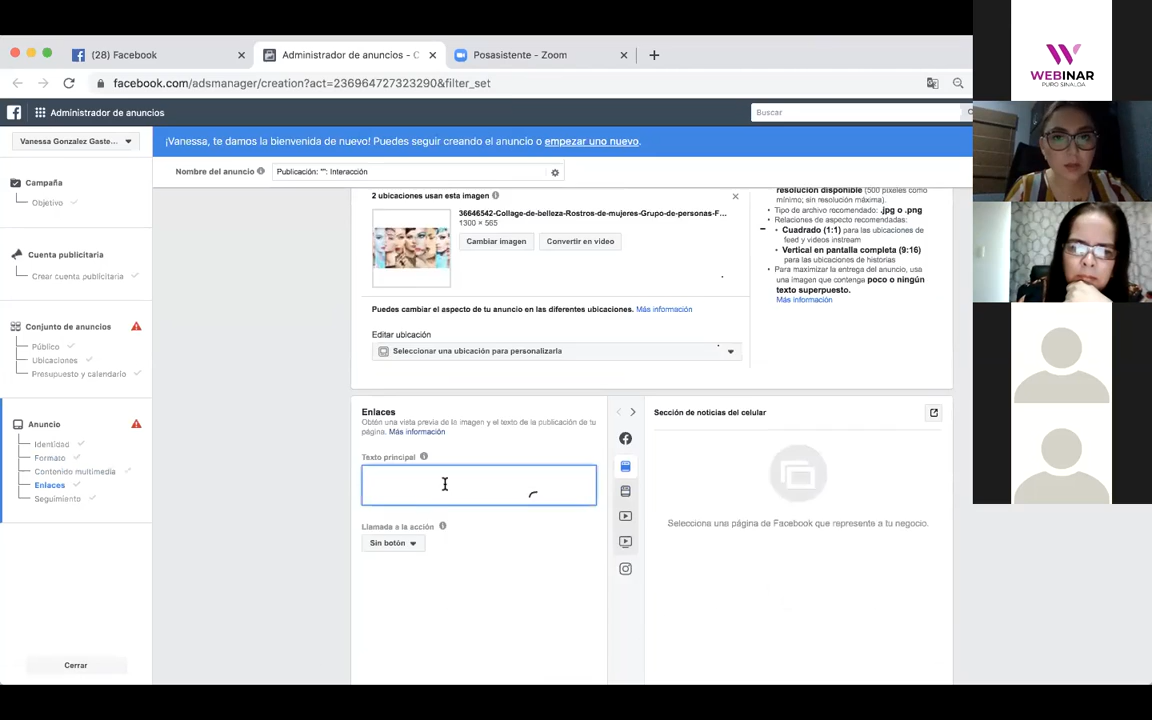 (28) Facebook
Administrador de anuncios - C
Posasistente - Zoom
facebook.com/adsmanager/creation?act=236964727323290&filter_set
Administrador de anuncios
Buscar
Vanessa Gonzalez Gaste...
¡Vanessa, te damos la bienvenida de nuevo! Puedes seguir creando el anuncio o empezar uno nuevo.
Nombre del anuncio
Publicación: "": Interacción
Campaña
Objetivo
Cuenta publicitaria
Crear cuenta publicitaria
Conjunto de anuncios
Público
Ubicaciones
Presupuesto y calendario
Anuncio
Identidad
Formato
Contenido multimedia
Enlaces
Seguimiento
Cerrar
2 ubicaciones usan esta imagen
36646542-Collage-de-belleza-Rostros-de-mujeres-Grupo-de-personas-F...
1300 × 565
Cambiar imagen
Convertir en video
Puedes cambiar el aspecto de tu anuncio en las diferentes ubicaciones. Más información
Editar ubicación
Seleccionar una ubicación para personalizarla
resolución disponible (500 píxeles como
mínimo; sin resolución máxima).
• Tipo de archivo recomendado: .jpg o .png
• Relaciones de aspecto recomendadas:
Cuadrado (1:1) para las ubicaciones de
feed y videos instream
• Vertical en pantalla completa (9:16)
para las ubicaciones de historias
• Para maximizar la entrega del anuncio, usa
una imagen que contenga poco o ningún
texto superpuesto.
Más información
Enlaces
Obtén una vista previa de la imagen y el texto de la publicación de tu
página. Más información
Texto principal
Llamada a la acción
Sin botón
Sección de noticias del celular
Selecciona una página de Facebook que represente a tu negocio.
WEBINAR
PURO SINALOA